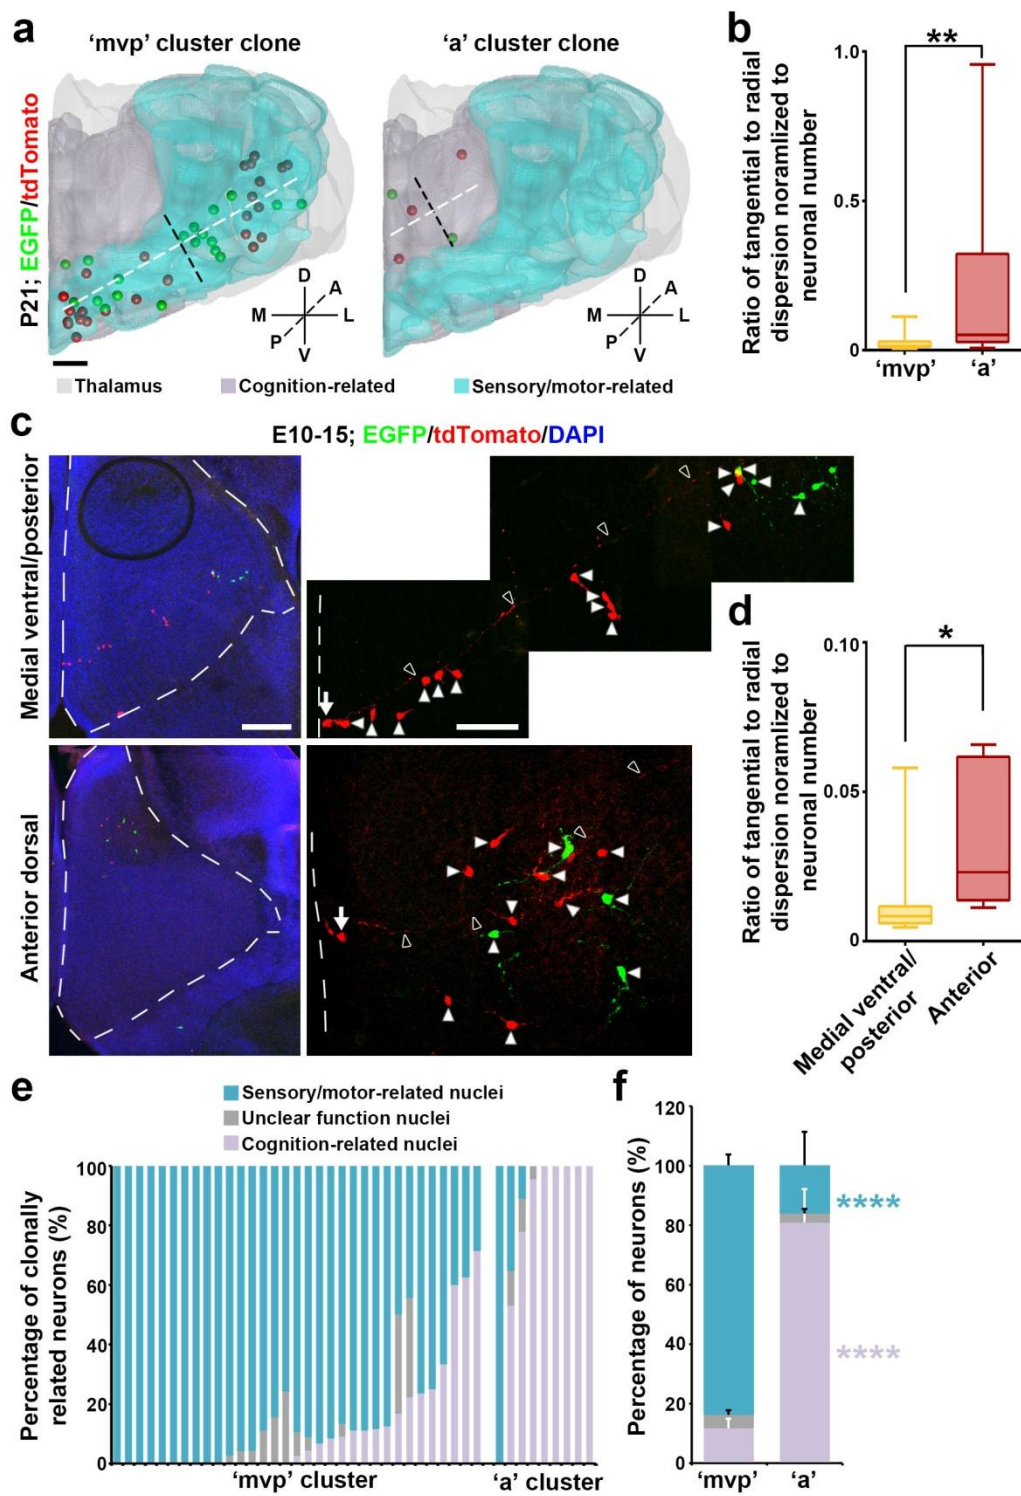 a
‘mvp’ cluster clone
‘a’ cluster clone
P21; EGFP/tdTomato
D
A
M
L
P
V
D
A
M
L
P
V
Thalamus
Cognition-related
Sensory/motor-related
b
Ratio of tangential to radial
dispersion noramlized to
neuronal number
1.0
0.5
0
**
‘mvp’
‘a’
c
E10-15; EGFP/tdTomato/DAPI
Medial ventral/posterior
Anterior dorsal
d
Ratio of tangential to radial
dispersion noramlized to
neuronal number
0.10
0.05
0
*
Medial ventral/
posterior
Anterior
e
Sensory/motor-related nuclei
Unclear function nuclei
Cognition-related nuclei
Percentage of clonally
related neurons (%)
100
80
60
40
20
0
‘mvp’ cluster
‘a’ cluster
f
Percentage of neurons (%)
120
100
80
60
40
20
0
****
****
‘mvp’
‘a’